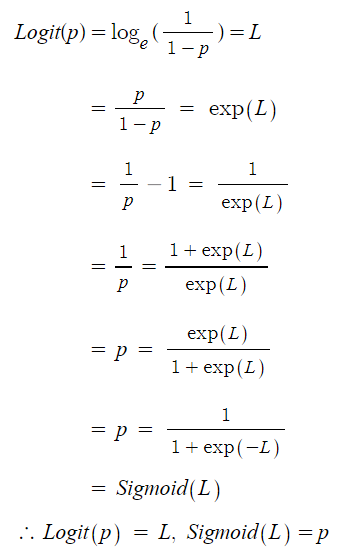 Logit(p) = logₑ(1/(1−p)) = L
= p/(1−p) = exp(L)
= 1/p − 1 = 1/exp(L)
= 1/p = (1+exp(L))/exp(L)
= p = exp(L)/(1+exp(L))
= p = 1/(1+exp(−L))
= Sigmoid(L)
∴ Logit(p) = L, Sigmoid(L) = p